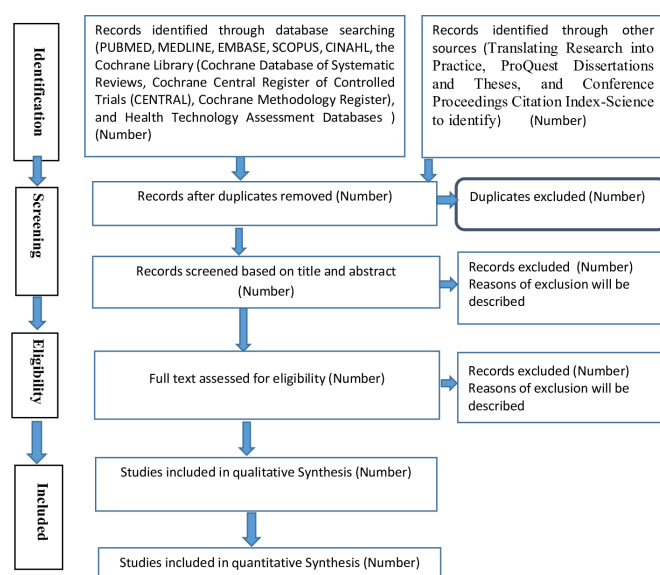 Identification
Records identified through database searching
(PUBMED, MEDLINE, EMBASE, SCOPUS, CINAHL, the
Cochrane Library (Cochrane Database of Systematic
Reviews, Cochrane Central Register of Controlled
Trials (CENTRAL), Cochrane Methodology Register),
and Health Technology Assessment Databases )
(Number)
Records identified through other
sources (Translating Research into
Practice, ProQuest Dissertations
and Theses, and Conference
Proceedings Citation Index-Science
to identify) (Number)
Screening
Records after duplicates removed (Number)
Duplicates excluded (Number)
Records screened based on title and abstract
(Number)
Records excluded (Number)
Reasons of exclusion will be
described
Eligibility
Full text assessed for eligibility (Number)
Records excluded (Number)
Reasons of exclusion will be
described
Included
Studies included in qualitative Synthesis (Number)
Studies included in quantitative Synthesis (Number)